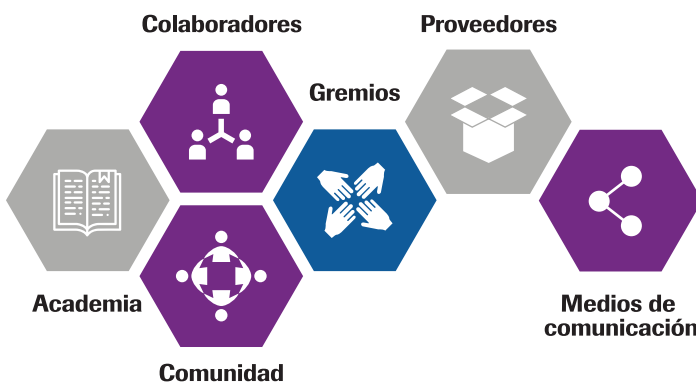 Colaboradores
Proveedores
Gremios
Academia
Medios de
comunicación
Comunidad